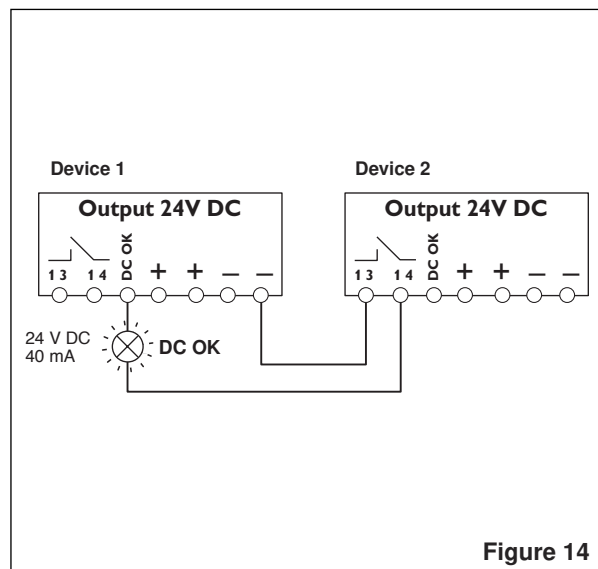 Device 1
Output 24V DC
13 14 DC OK + + – –
24 V DC
40 mA
DC OK
Device 2
Output 24V DC
13 14 DC OK + + – –
Figure 14